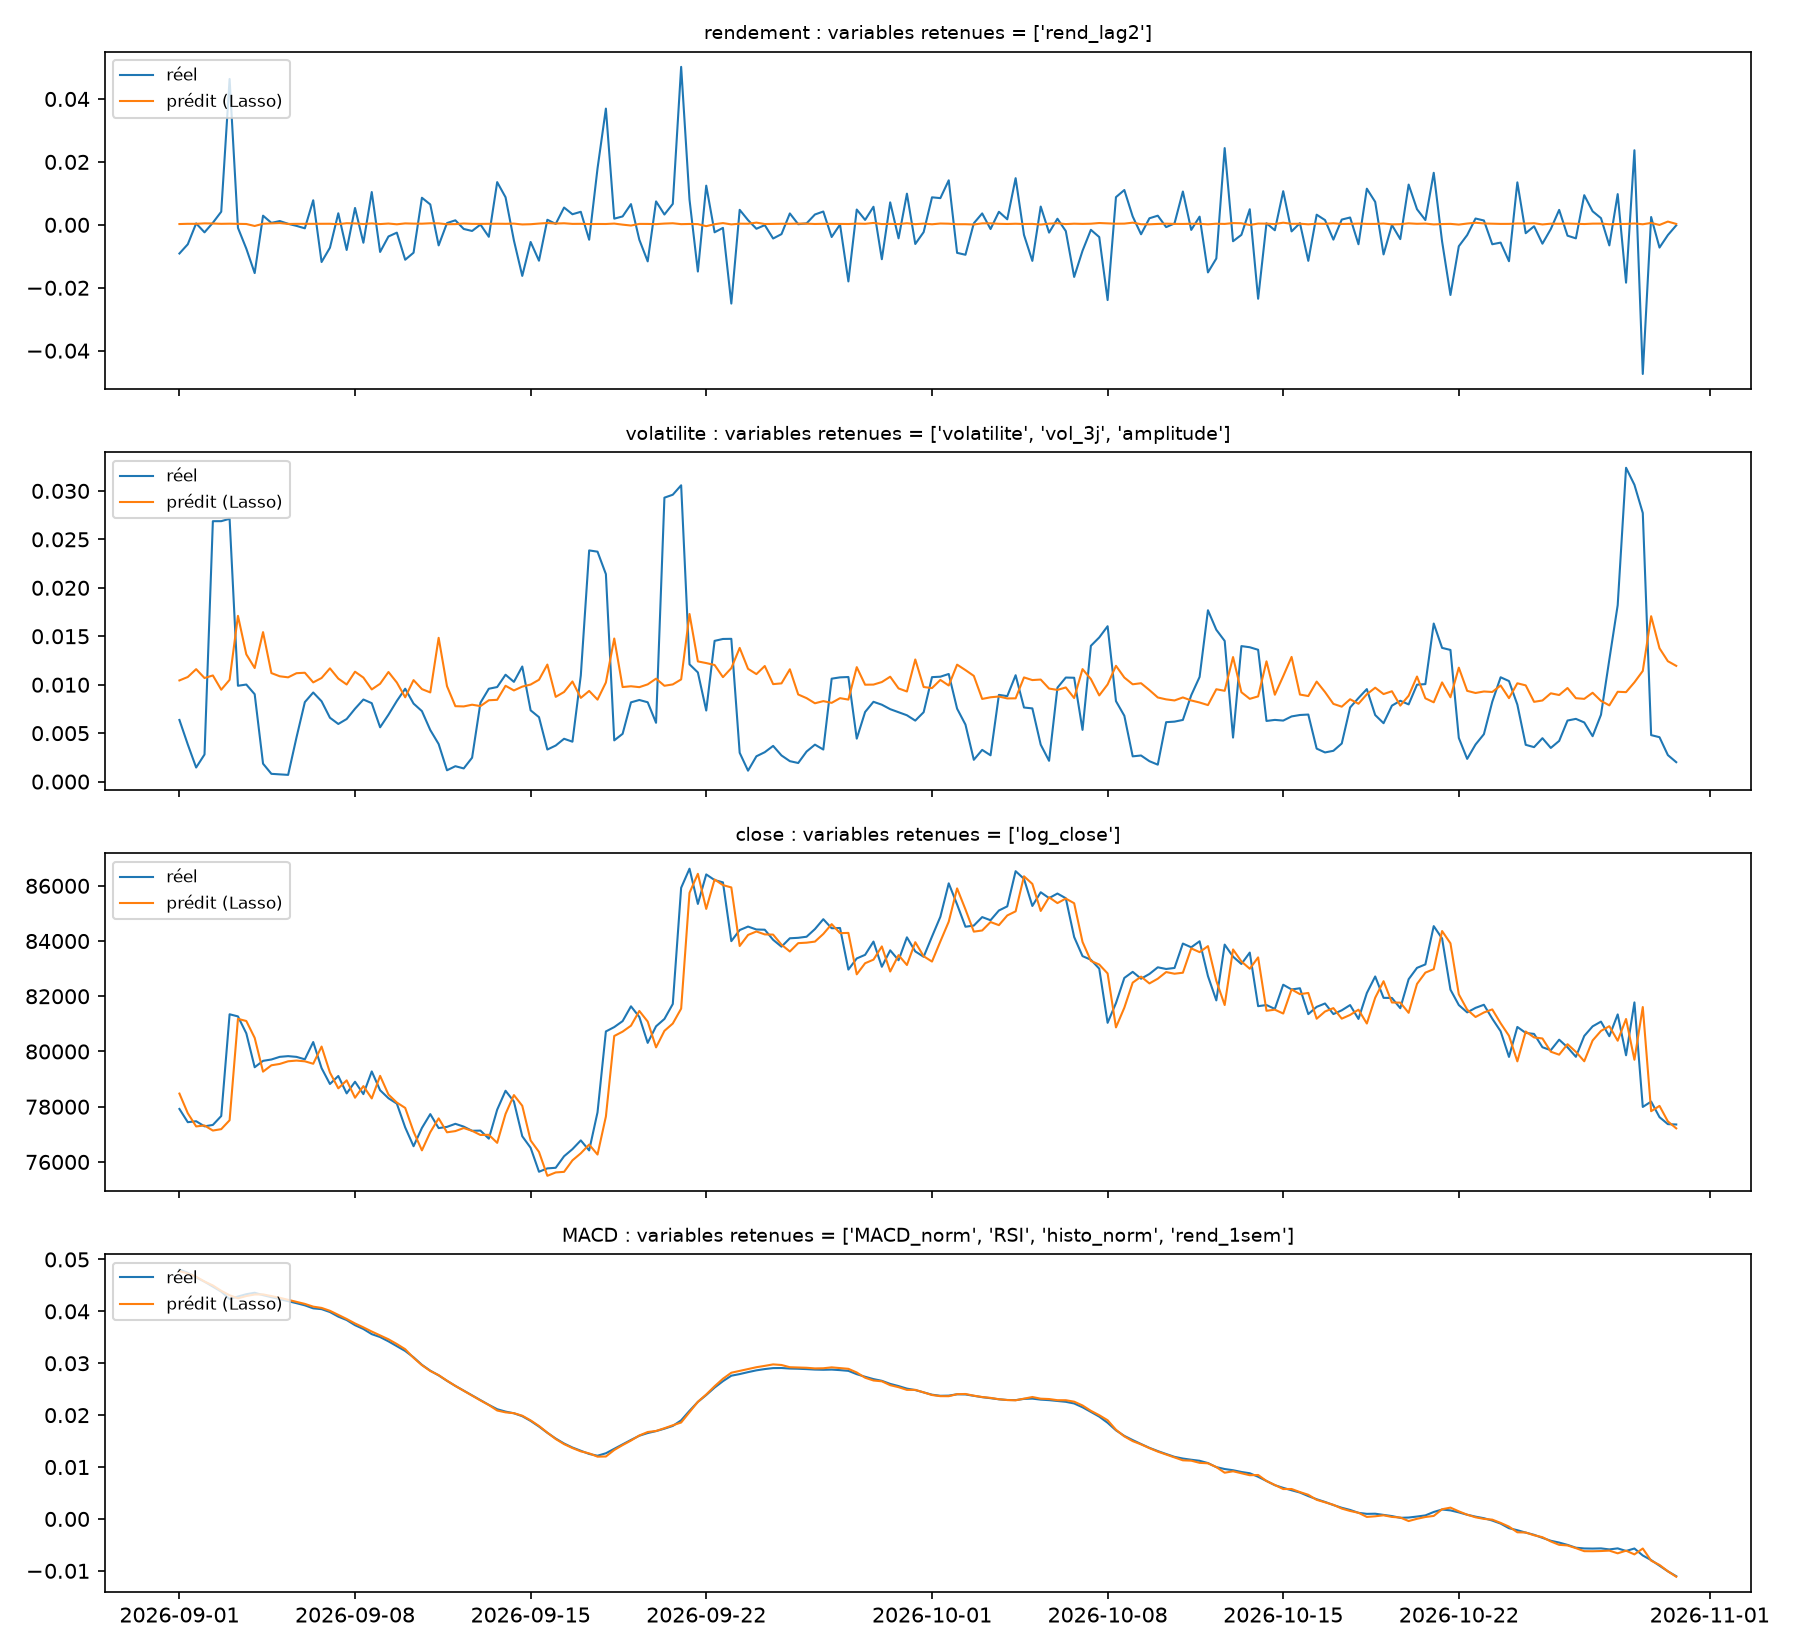 rendement : variables retenues = ['rend_lag2']
réel
prédit (Lasso)
0.04
0.02
0.00
−0.02
−0.04
volatilite : variables retenues = ['volatilite', 'vol_3j', 'amplitude']
réel
prédit (Lasso)
0.030
0.025
0.020
0.015
0.010
0.005
0.000
close : variables retenues = ['log_close']
réel
prédit (Lasso)
86000
84000
82000
80000
78000
76000
MACD : variables retenues = ['MACD_norm', 'RSI', 'histo_norm', 'rend_1sem']
réel
prédit (Lasso)
0.05
0.04
0.03
0.02
0.01
0.00
−0.01
2026-09-01 2026-09-08 2026-09-15 2026-09-22 2026-10-01 2026-10-08 2026-10-15 2026-10-22 2026-11-01